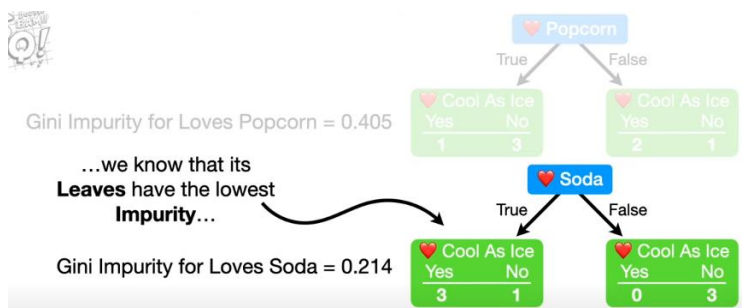 ❤️ Popcorn
True False
❤️ Cool As Ice ❤️ Cool As Ice
Yes No Yes No
1 3 2 1
Gini Impurity for Loves Popcorn = 0.405
...we know that its
Leaves have the lowest
Impurity...
❤️ Soda
True False
❤️ Cool As Ice ❤️ Cool As Ice
Yes No Yes No
3 1 0 3
Gini Impurity for Loves Soda = 0.214